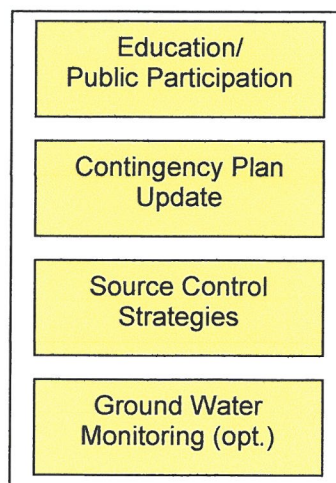 Education/
Public Participation
Contingency Plan
Update
Source Control
Strategies
Ground Water
Monitoring (opt.)